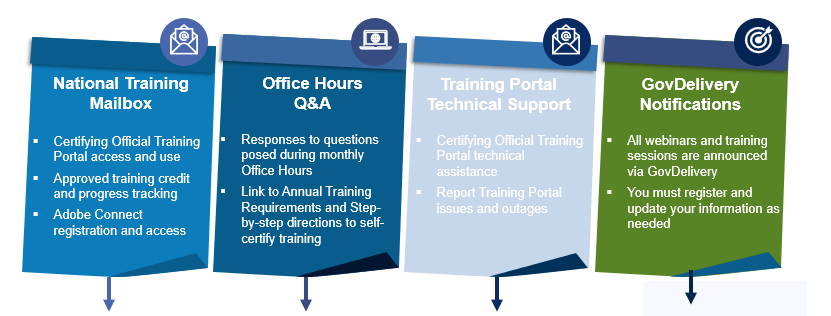 National Training
Mailbox
▪ Certifying Official Training
Portal access and use
▪ Approved training credit
and progress tracking
▪ Adobe Connect
registration and access
Office Hours
Q&A
▪ Responses to questions
posed during monthly
Office Hours
▪ Link to Annual Training
Requirements and Step-
by-step directions to self-
certify training
Training Portal
Technical Support
▪ Certifying Official Training
Portal technical
assistance
▪ Report Training Portal
issues and outages
GovDelivery
Notifications
▪ All webinars and training
sessions are announced
via GovDelivery
▪ You must register and
update your information as
needed